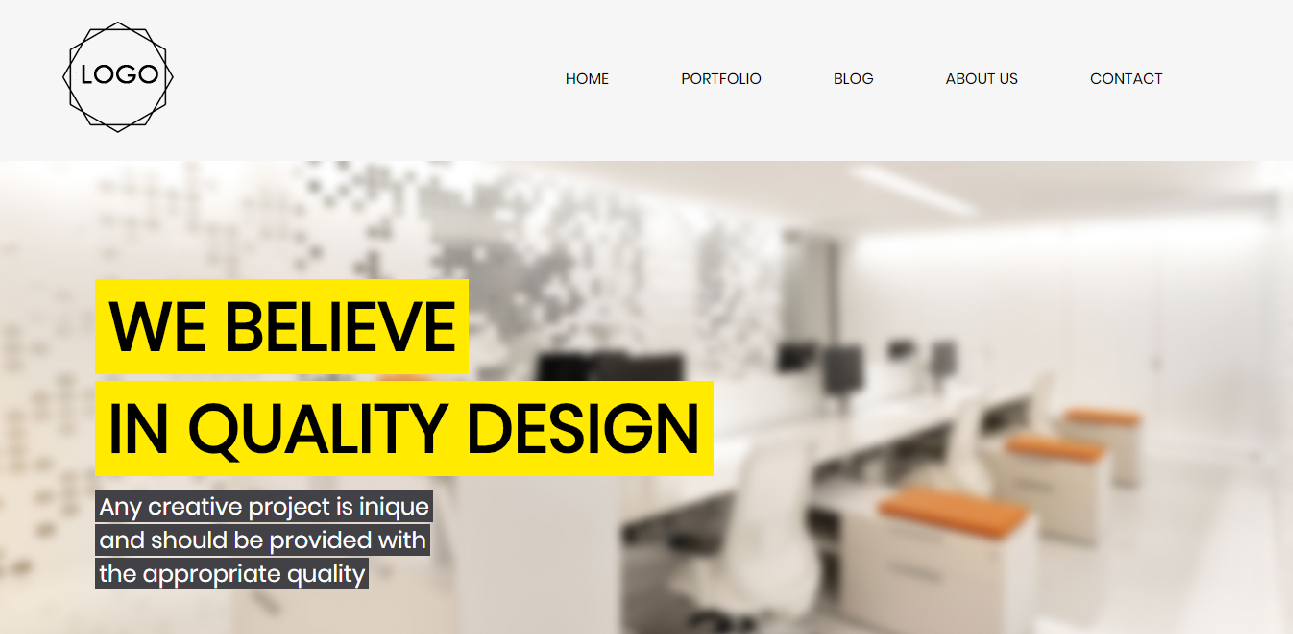 LOGO
HOME PORTFOLIO BLOG ABOUT US CONTACT
WE BELIEVE
IN QUALITY DESIGN
Any creative project is inique
and should be provided with
the appropriate quality